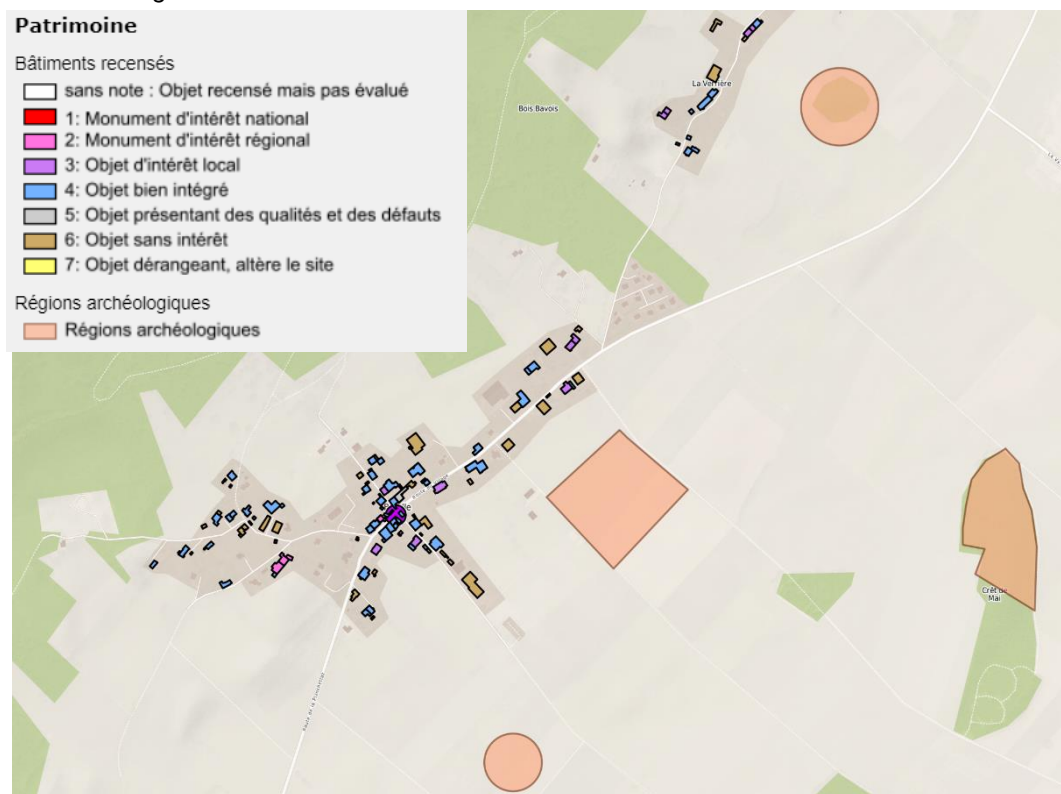 Patrimoine
Bâtiments recensés
sans note : Objet recensé mais pas évalué
1: Monument d'intérêt national
2: Monument d'intérêt régional
3: Objet d'intérêt local
4: Objet bien intégré
5: Objet présentant des qualités et des défauts
6: Objet sans intérêt
7: Objet dérangeant, altère le site
Régions archéologiques
Régions archéologiques
La Verrière
Bois Bavois
Crêt de
Mai